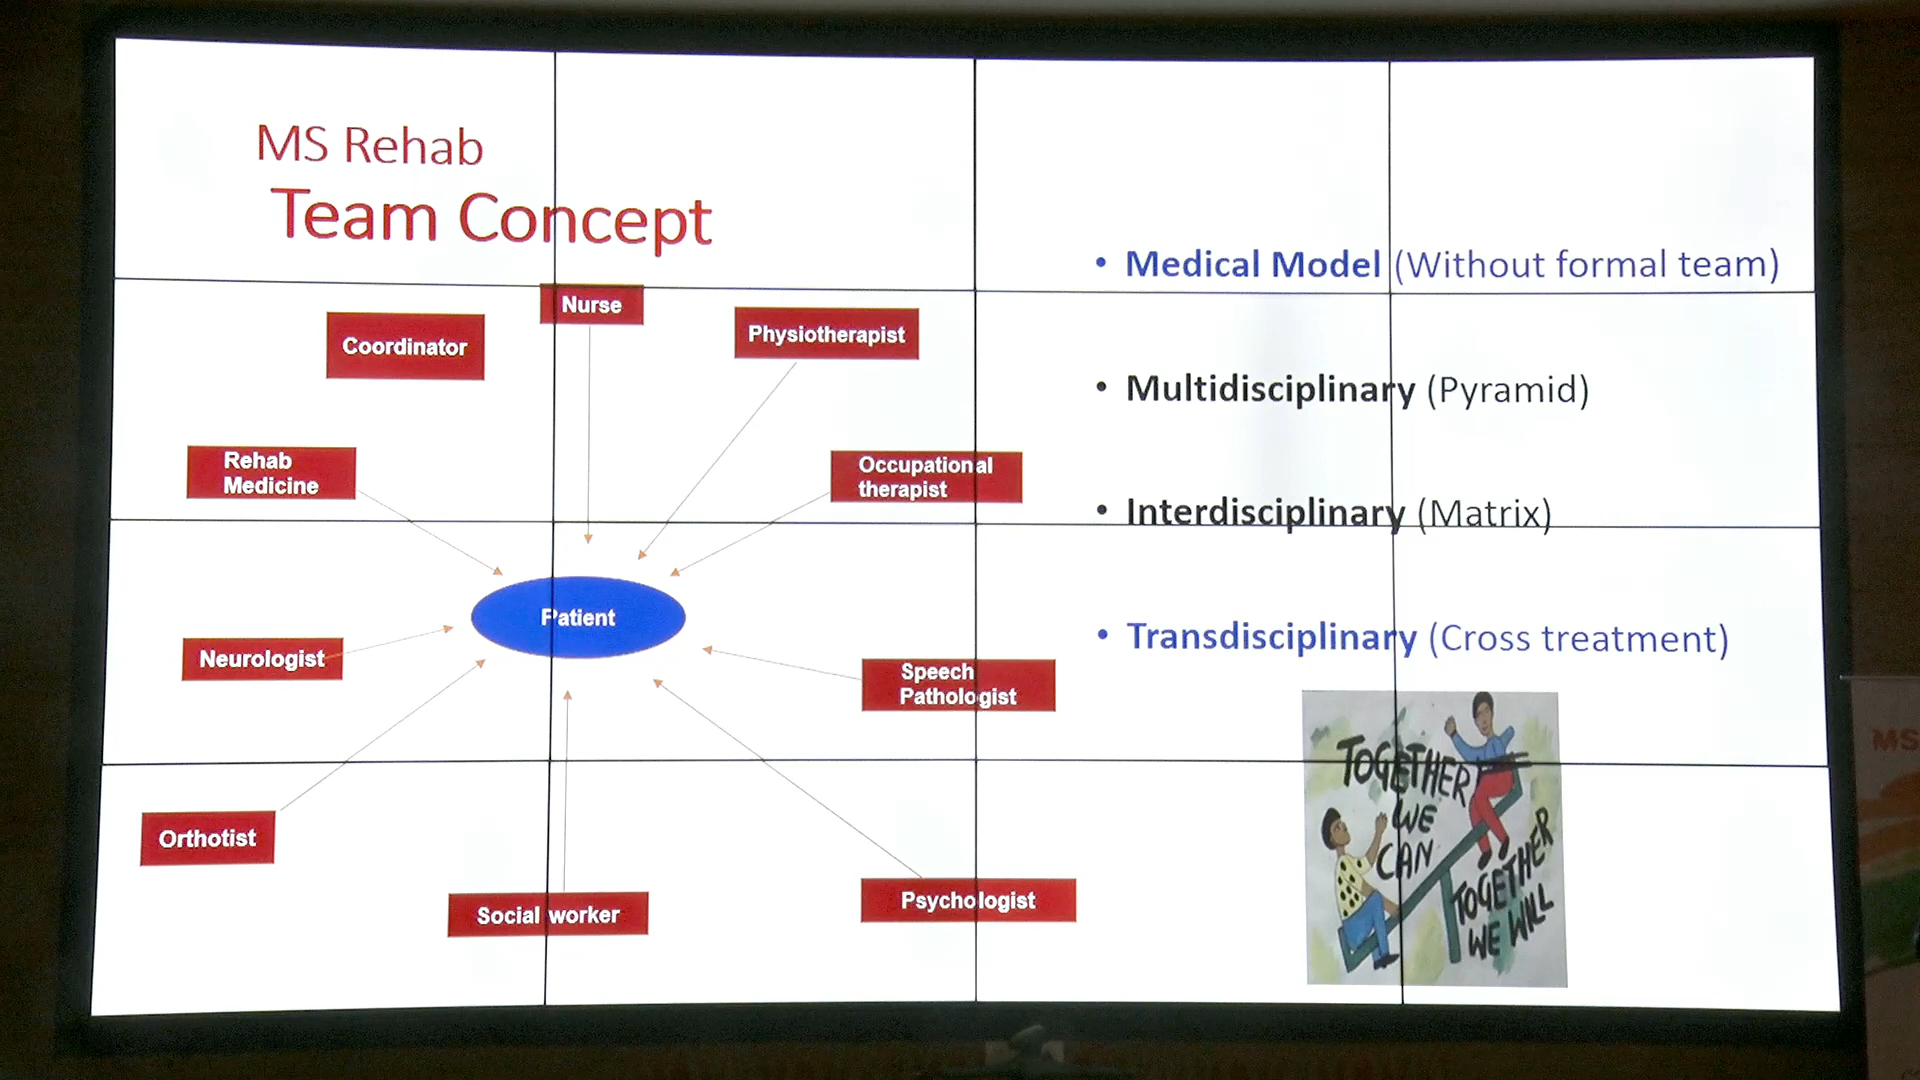 MS Rehab
Team Concept
Nurse
Coordinator
Physiotherapist
Rehab
Medicine
Occupational
therapist
Patient
Neurologist
Speech
Pathologist
Orthotist
Social worker
Psychologist
• Medical Model (Without formal team)
• Multidisciplinary (Pyramid)
• Interdisciplinary (Matrix)
• Transdisciplinary (Cross treatment)
TOGETHER
WE
CAN
TOGETHER
WE WILL
MS